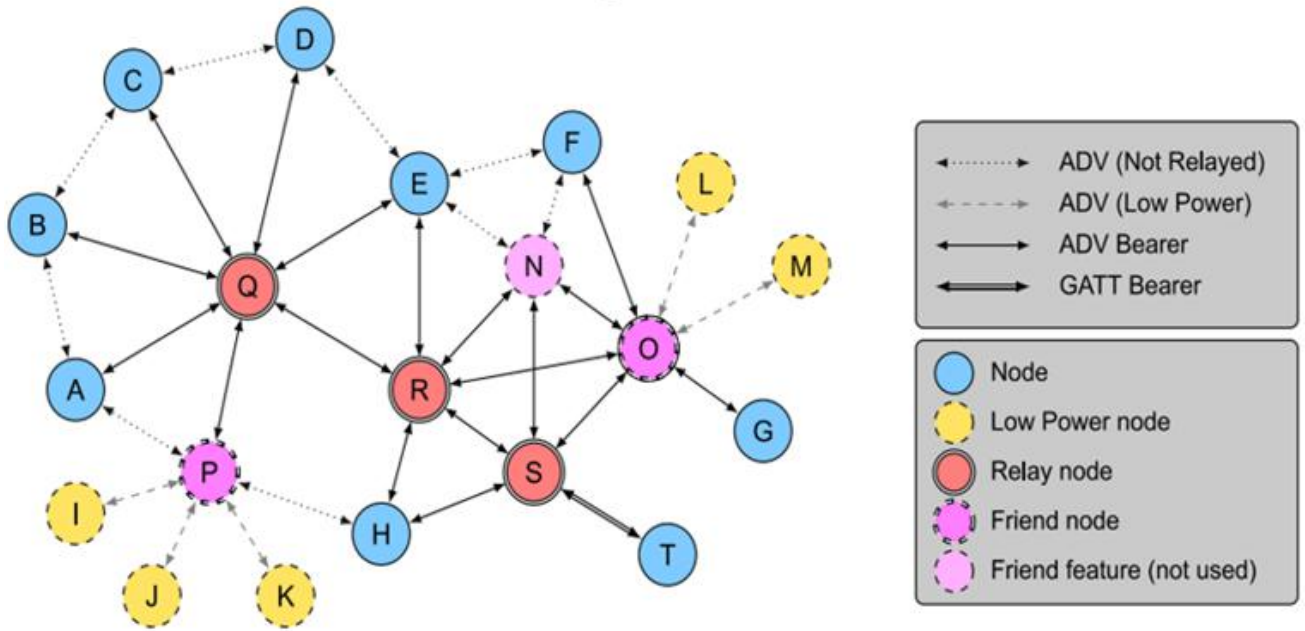 D
C
F
E
L
B
N
M
Q
O
A
R
G
P
S
I
H
T
J
K
ADV (Not Relayed)
ADV (Low Power)
ADV Bearer
GATT Bearer
Node
Low Power node
Relay node
Friend node
Friend feature (not used)